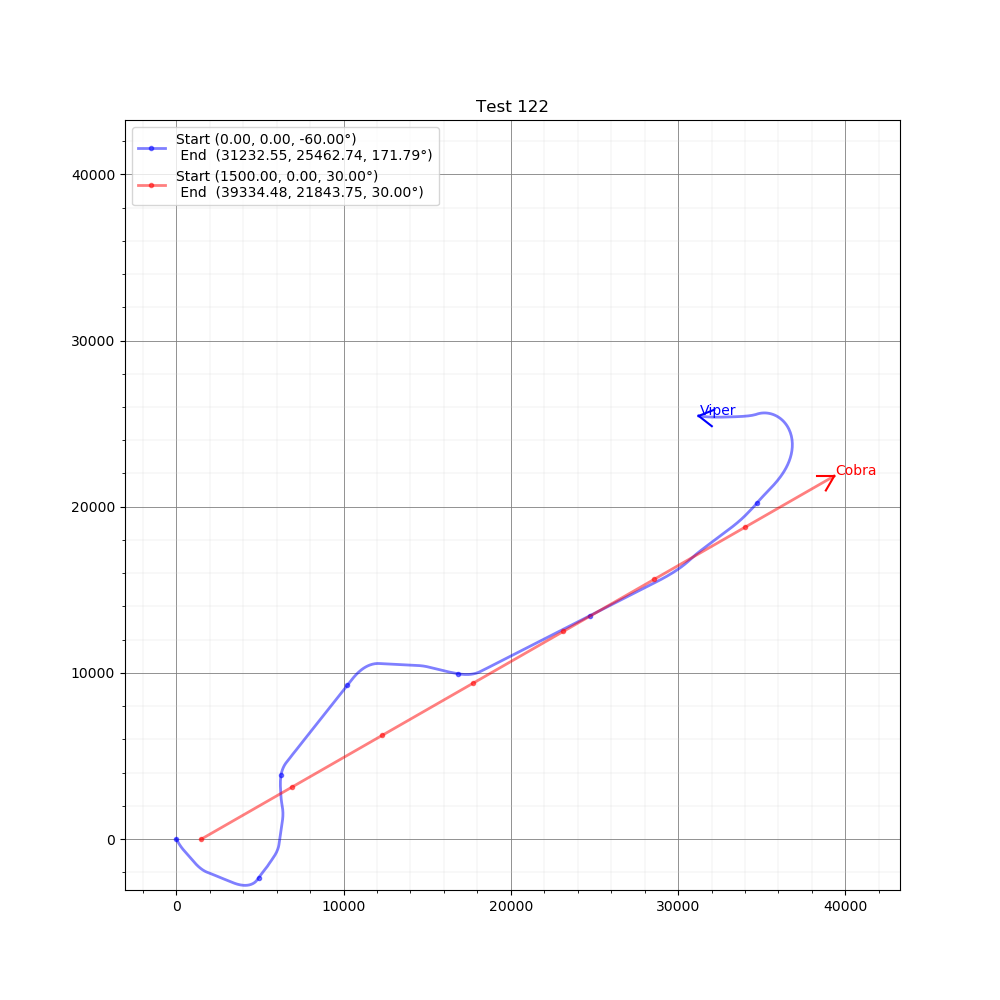 Test 122
Start (0.00, 0.00, -60.00°)
End (31232.55, 25462.74, 171.79°)
Start (1500.00, 0.00, 30.00°)
End (39334.48, 21843.75, 30.00°)
40000
30000
20000
10000
0
Viper
Cobra
0
10000
20000
30000
40000